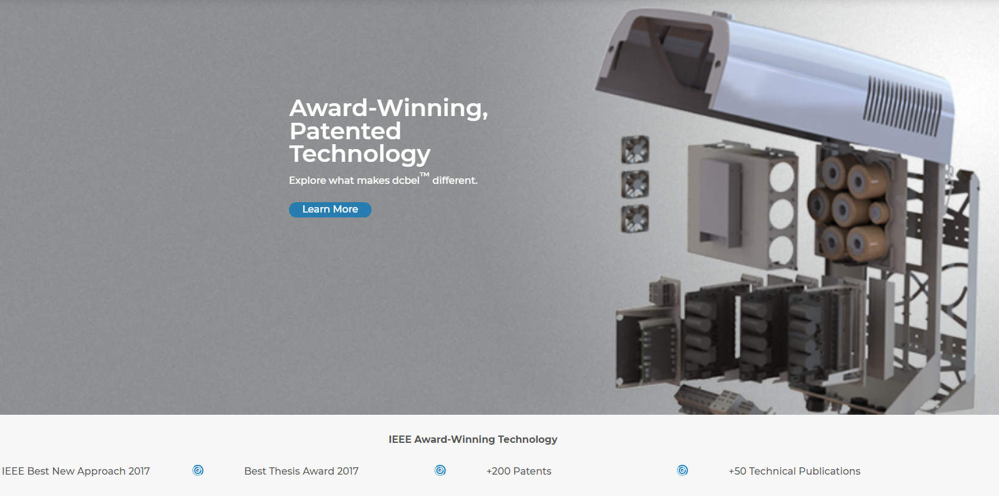 Award-Winning,
Patented
Technology
Explore what makes dcbel™ different.
Learn More
IEEE Award-Winning Technology
IEEE Best New Approach 2017
Best Thesis Award 2017
+200 Patents
+50 Technical Publications